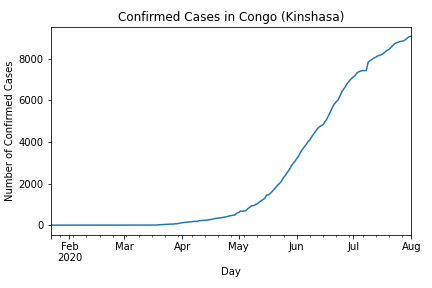 Confirmed Cases in Congo (Kinshasa)
Number of Confirmed Cases
8000
6000
4000
2000
0
Feb Mar Apr May Jun Jul Aug
2020
Day